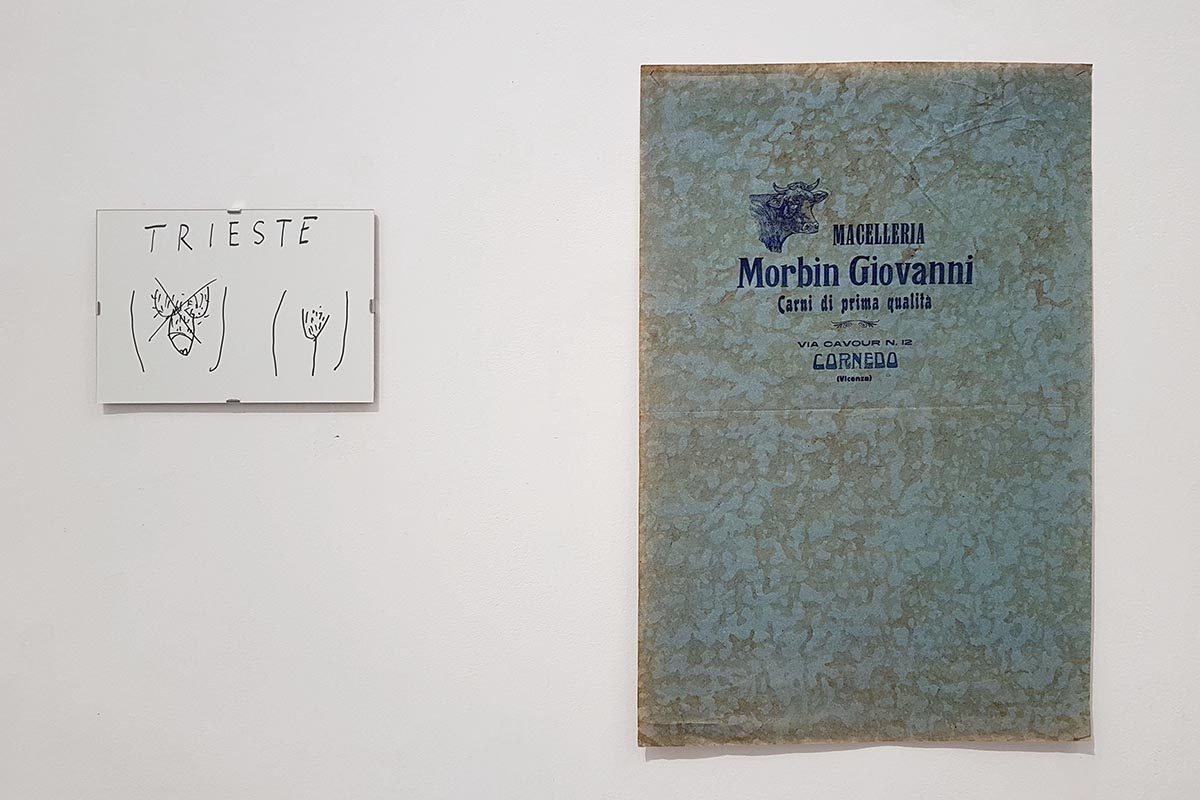 TRIESTE
MACELLERIA
Morbin Giovanni
Carni di prima qualità
VIA CAVOUR N. 12
CORNEDO
(Vicenza)